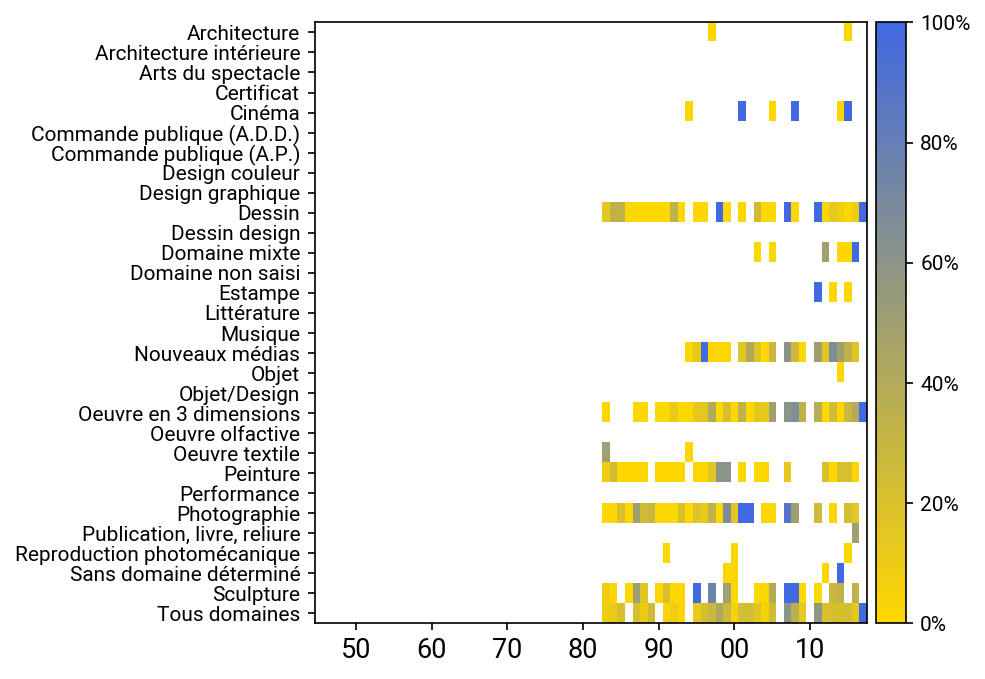 Architecture
Architecture intérieure
Arts du spectacle
Certificat
Cinéma
Commande publique (A.D.D.)
Commande publique (A.P.)
Design couleur
Design graphique
Dessin
Dessin design
Domaine mixte
Domaine non saisi
Estampe
Littérature
Musique
Nouveaux médias
Objet
Objet/Design
Oeuvre en 3 dimensions
Oeuvre olfactive
Oeuvre textile
Peinture
Performance
Photographie
Publication, livre, reliure
Reproduction photomécanique
Sans domaine déterminé
Sculpture
Tous domaines
50 60 70 80 90 00 10
100%
80%
60%
40%
20%
0%